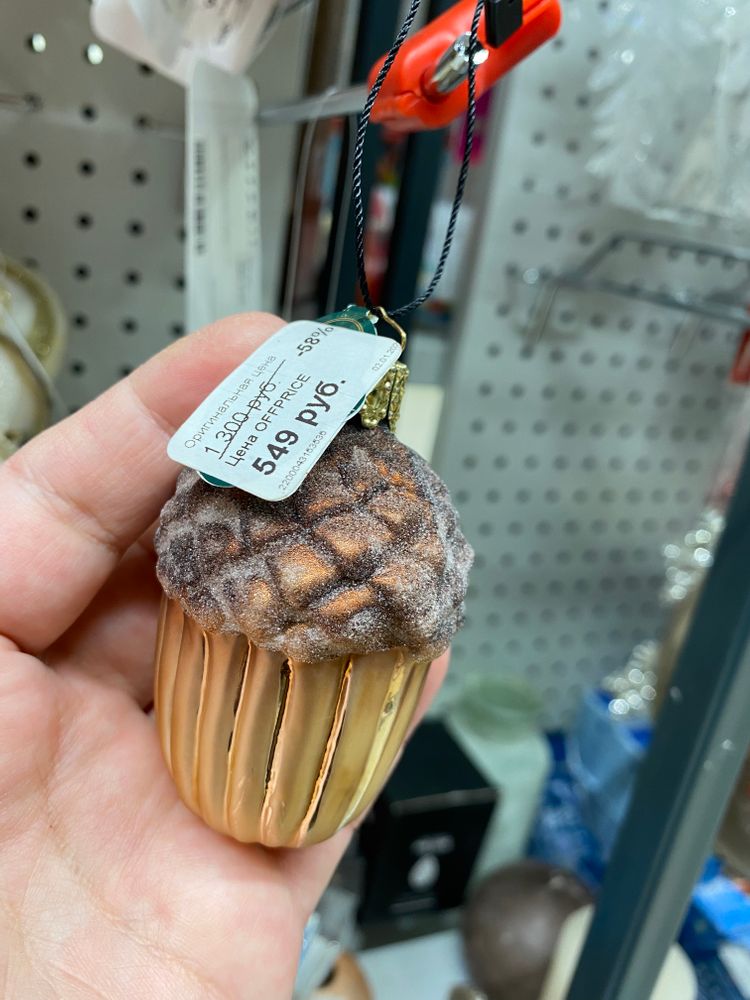 Оригинальная цена
1 300 руб -58%
Цена OFFPRICE
549 руб.